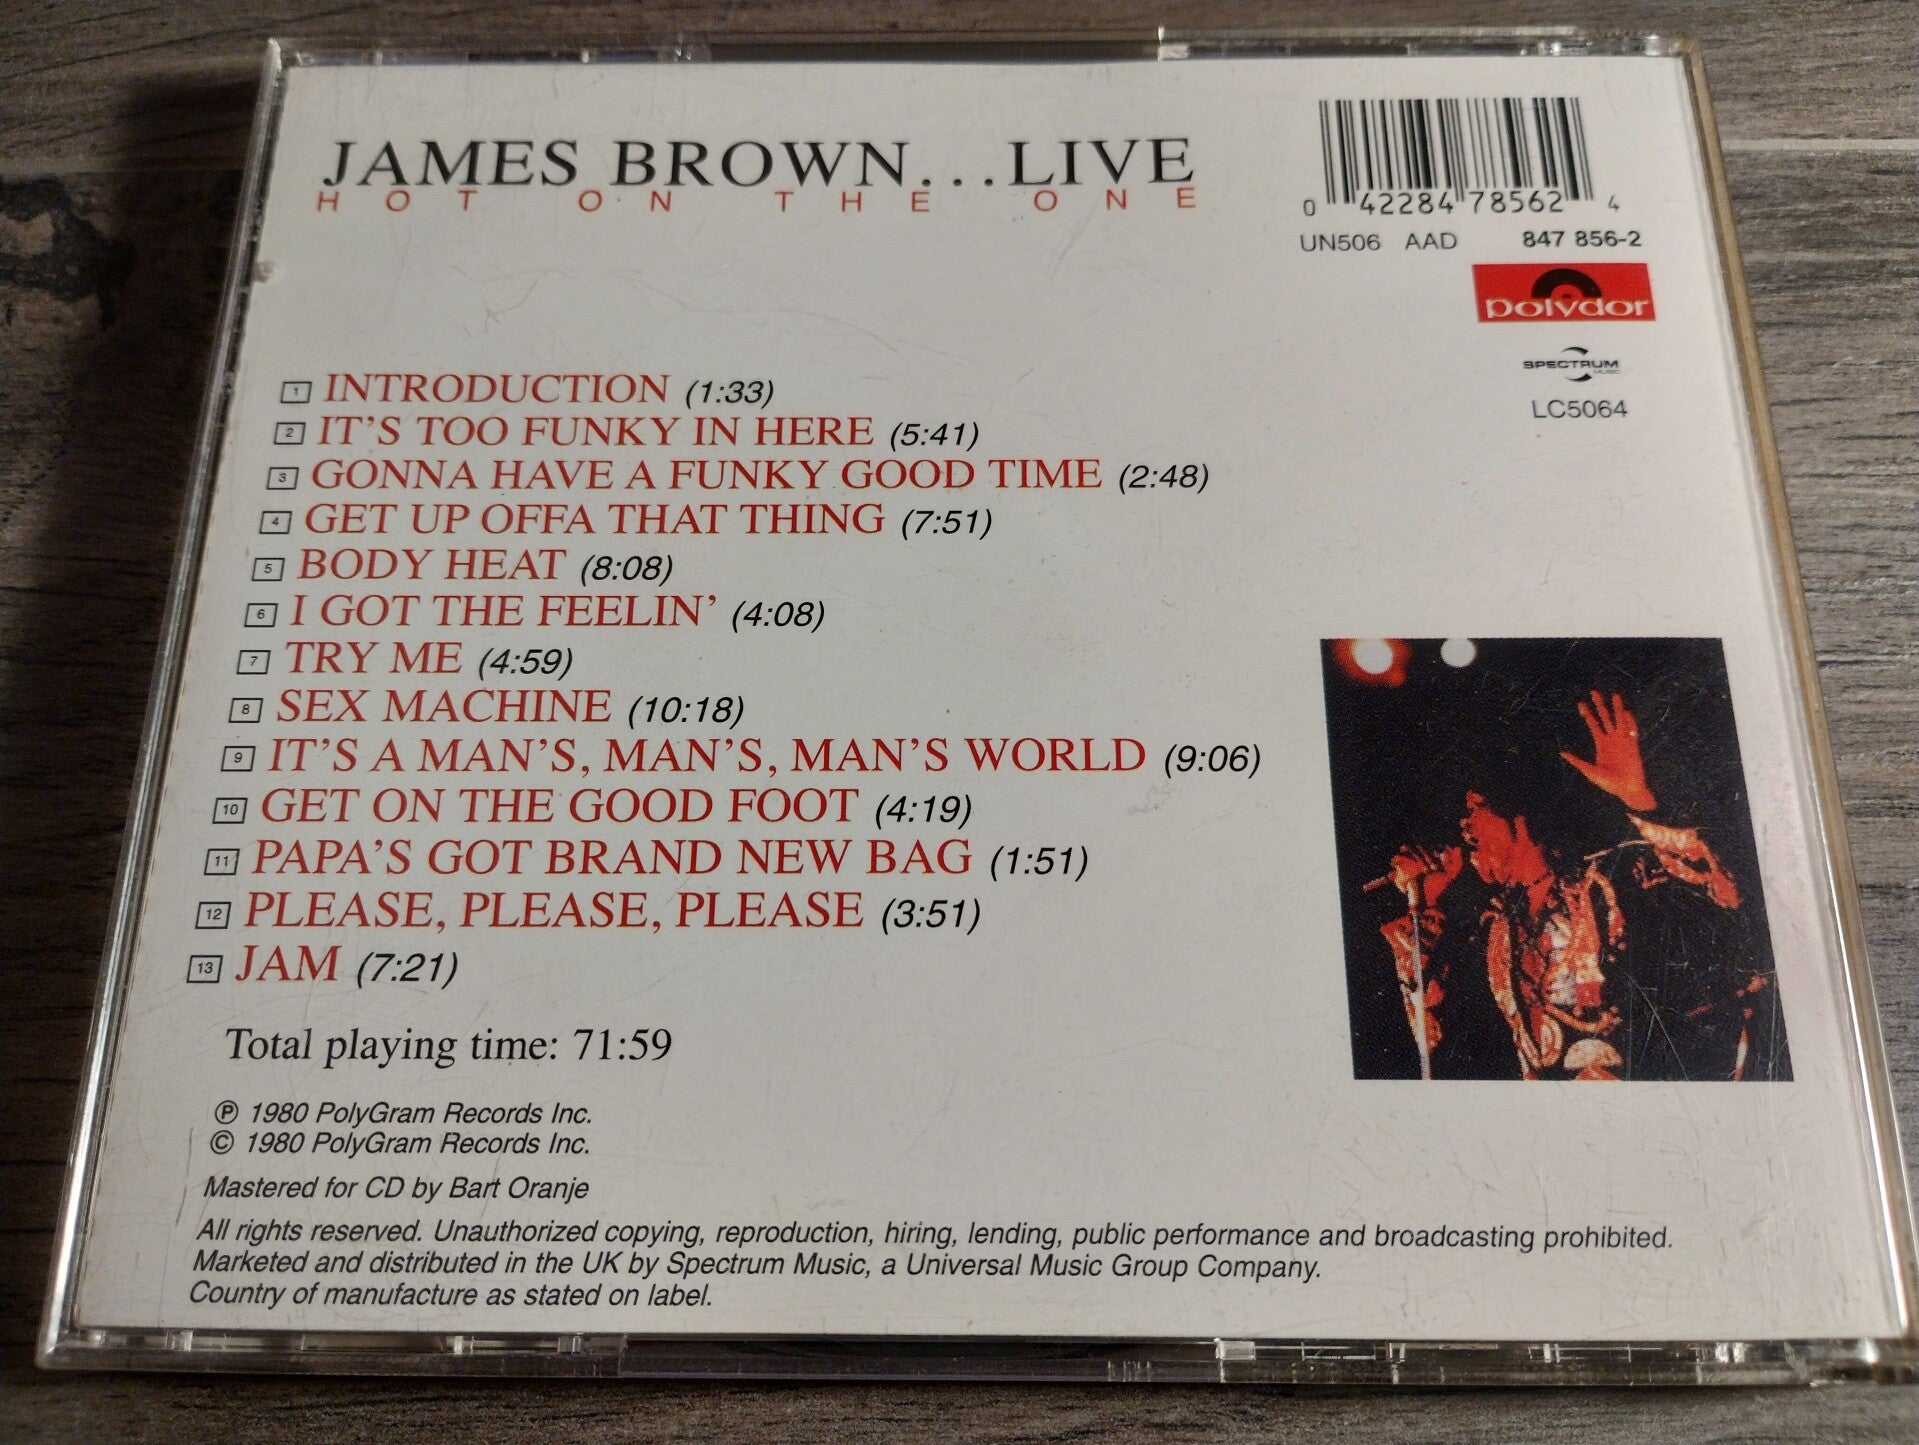 JAMES BROWN...LIVE
HOT ON THE ONE
0 42284 78562 4
UN506 AAD 847 856-2
polydor
SPECTRUM
MUSIC
LC5064
1 INTRODUCTION (1:33)
2 IT'S TOO FUNKY IN HERE (5:41)
3 GONNA HAVE A FUNKY GOOD TIME (2:48)
4 GET UP OFFA THAT THING (7:51)
5 BODY HEAT (8:08)
6 I GOT THE FEELIN' (4:08)
7 TRY ME (4:59)
8 SEX MACHINE (10:18)
9 IT'S A MAN'S, MAN'S, MAN'S WORLD (9:06)
10 GET ON THE GOOD FOOT (4:19)
11 PAPA'S GOT BRAND NEW BAG (1:51)
12 PLEASE, PLEASE, PLEASE (3:51)
13 JAM (7:21)
Total playing time: 71:59
℗ 1980 PolyGram Records Inc.
© 1980 PolyGram Records Inc.
Mastered for CD by Bart Oranje
All rights reserved. Unauthorized copying, reproduction, hiring, lending, public performance and broadcasting prohibited.
Marketed and distributed in the UK by Spectrum Music, a Universal Music Group Company.
Country of manufacture as stated on label.